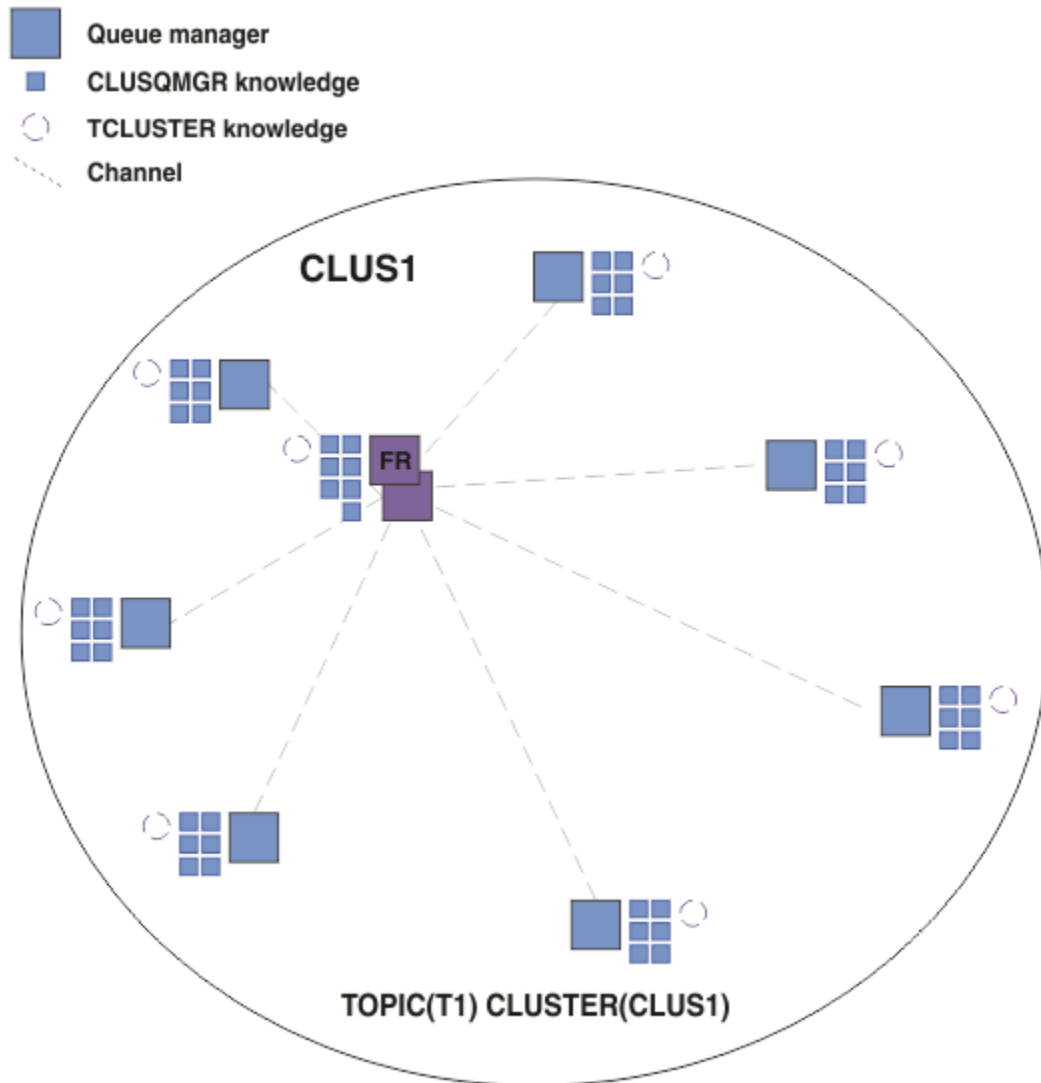 Queue manager
CLUSQMGR knowledge
TCLUSTER knowledge
Channel
CLUS1
FR
TOPIC(T1) CLUSTER(CLUS1)